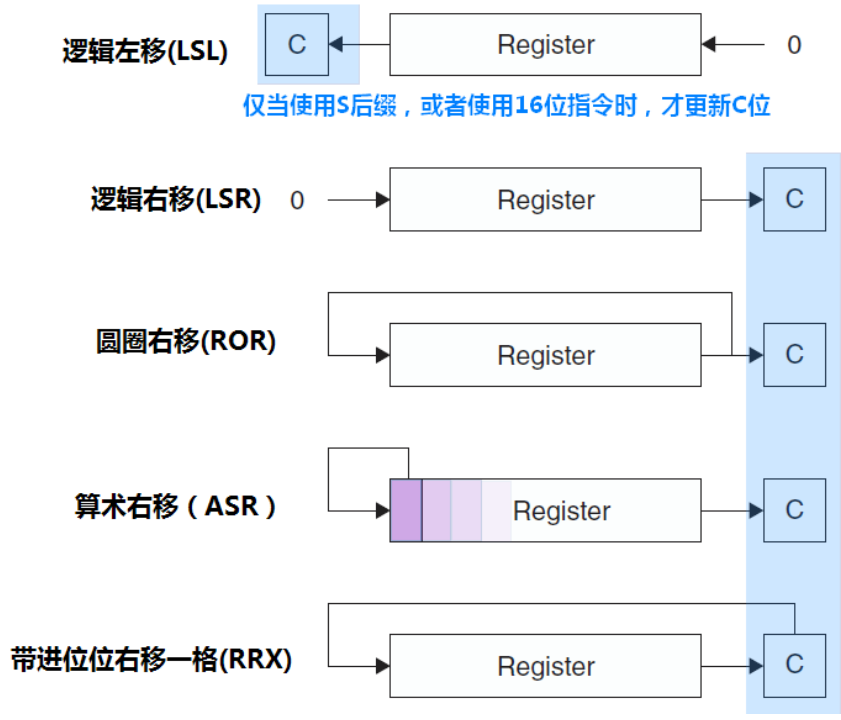 逻辑左移(LSL) C Register 0
仅当使用S后缀，或者使用16位指令时，才更新C位
逻辑右移(LSR) 0 Register C
圆圈右移(ROR) Register C
算术右移（ASR） Register C
带进位位右移一格(RRX) Register C